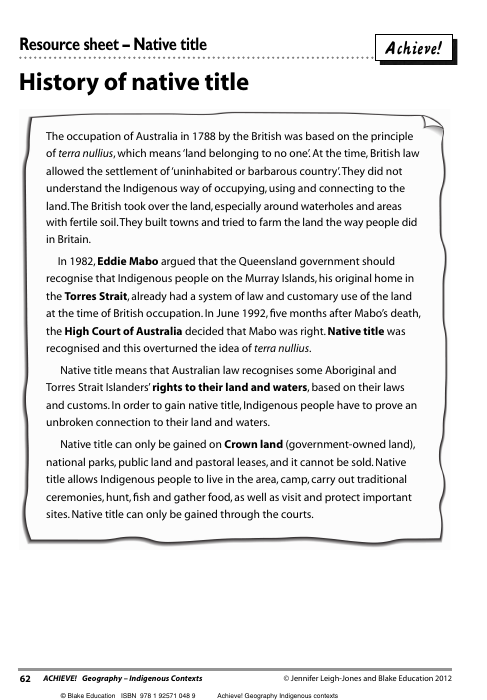 Resource sheet – Native title
Achieve!
History of native title
The occupation of Australia in 1788 by the British was based on the principle
of terra nullius, which means ‘land belonging to no one’. At the time, British law
allowed the settlement of ‘uninhabited or barbarous country’. They did not
understand the Indigenous way of occupying, using and connecting to the
land. The British took over the land, especially around waterholes and areas
with fertile soil. They built towns and tried to farm the land the way people did
in Britain.
In 1982, Eddie Mabo argued that the Queensland government should
recognise that Indigenous people on the Murray Islands, his original home in
the Torres Strait, already had a system of law and customary use of the land
at the time of British occupation. In June 1992, five months after Mabo’s death,
the High Court of Australia decided that Mabo was right. Native title was
recognised and this overturned the idea of terra nullius.
Native title means that Australian law recognises some Aboriginal and
Torres Strait Islanders’ rights to their land and waters, based on their laws
and customs. In order to gain native title, Indigenous people have to prove an
unbroken connection to their land and waters.
Native title can only be gained on Crown land (government-owned land),
national parks, public land and pastoral leases, and it cannot be sold. Native
title allows Indigenous people to live in the area, camp, carry out traditional
ceremonies, hunt, fish and gather food, as well as visit and protect important
sites. Native title can only be gained through the courts.
62 ACHIEVE! Geography – Indigenous Contexts © Jennifer Leigh-Jones and Blake Education 2012
© Blake Education ISBN 978 1 92571 048 9 Achieve! Geography Indigenous contexts